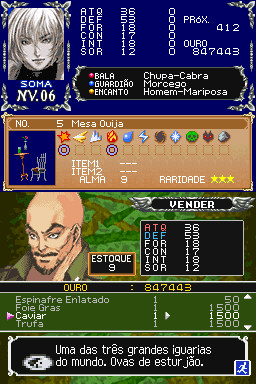 ATQ 36 0
DEF 53 0 PRÓX.
FOR 18 0 412
CON 17 0
INT 18 0 OURO
SOR 12 0 847443
SOMA
NV.06
BALA Chupa-Cabra
GUARDIÃO Morcego
ENCANTO Homem-Mariposa
NO. 5 Mesa Ouija
ITEM1 ---
ITEM2 ---
ALMA 9 RARIDADE ★★★
VENDER
ATQ 36
DEF 53
FOR 18
CON 17
INT 18
SOR 12
ESTOQUE
9
OURO : 847443
Espinafre Enlatado 1 50
Foie Gras 1 1500
Caviar 1 1500
Trufa 1 1500
Uma das três grandes iguarias
do mundo. Ovas de esturjão.